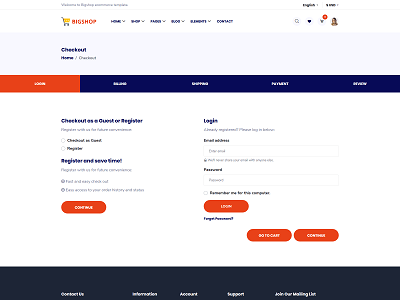 Welcome to Bigshop ecommerce template
English
$ USD
BIGSHOP
HOME
SHOP
PAGES
BLOG
ELEMENTS
CONTACT
Checkout
Home / Checkout
LOGIN
BILLING
SHIPPING
PAYMENT
REVIEW
Checkout as a Guest or Register
Register with us for future convenience:
Checkout as Guest
Register
Register and save time!
Register with us for future convenience:
Fast and easy check out
Easy access to your order history and status
CONTINUE
Login
Already registered? Please log in below:
Email address
Enter email
We'll never share your email with anyone else.
Password
Password
Remember me for this computer.
LOGIN
Forget Password?
GO TO CART
CONTINUE
Contact Us
Information
Account
Support
Join Our Mailing List